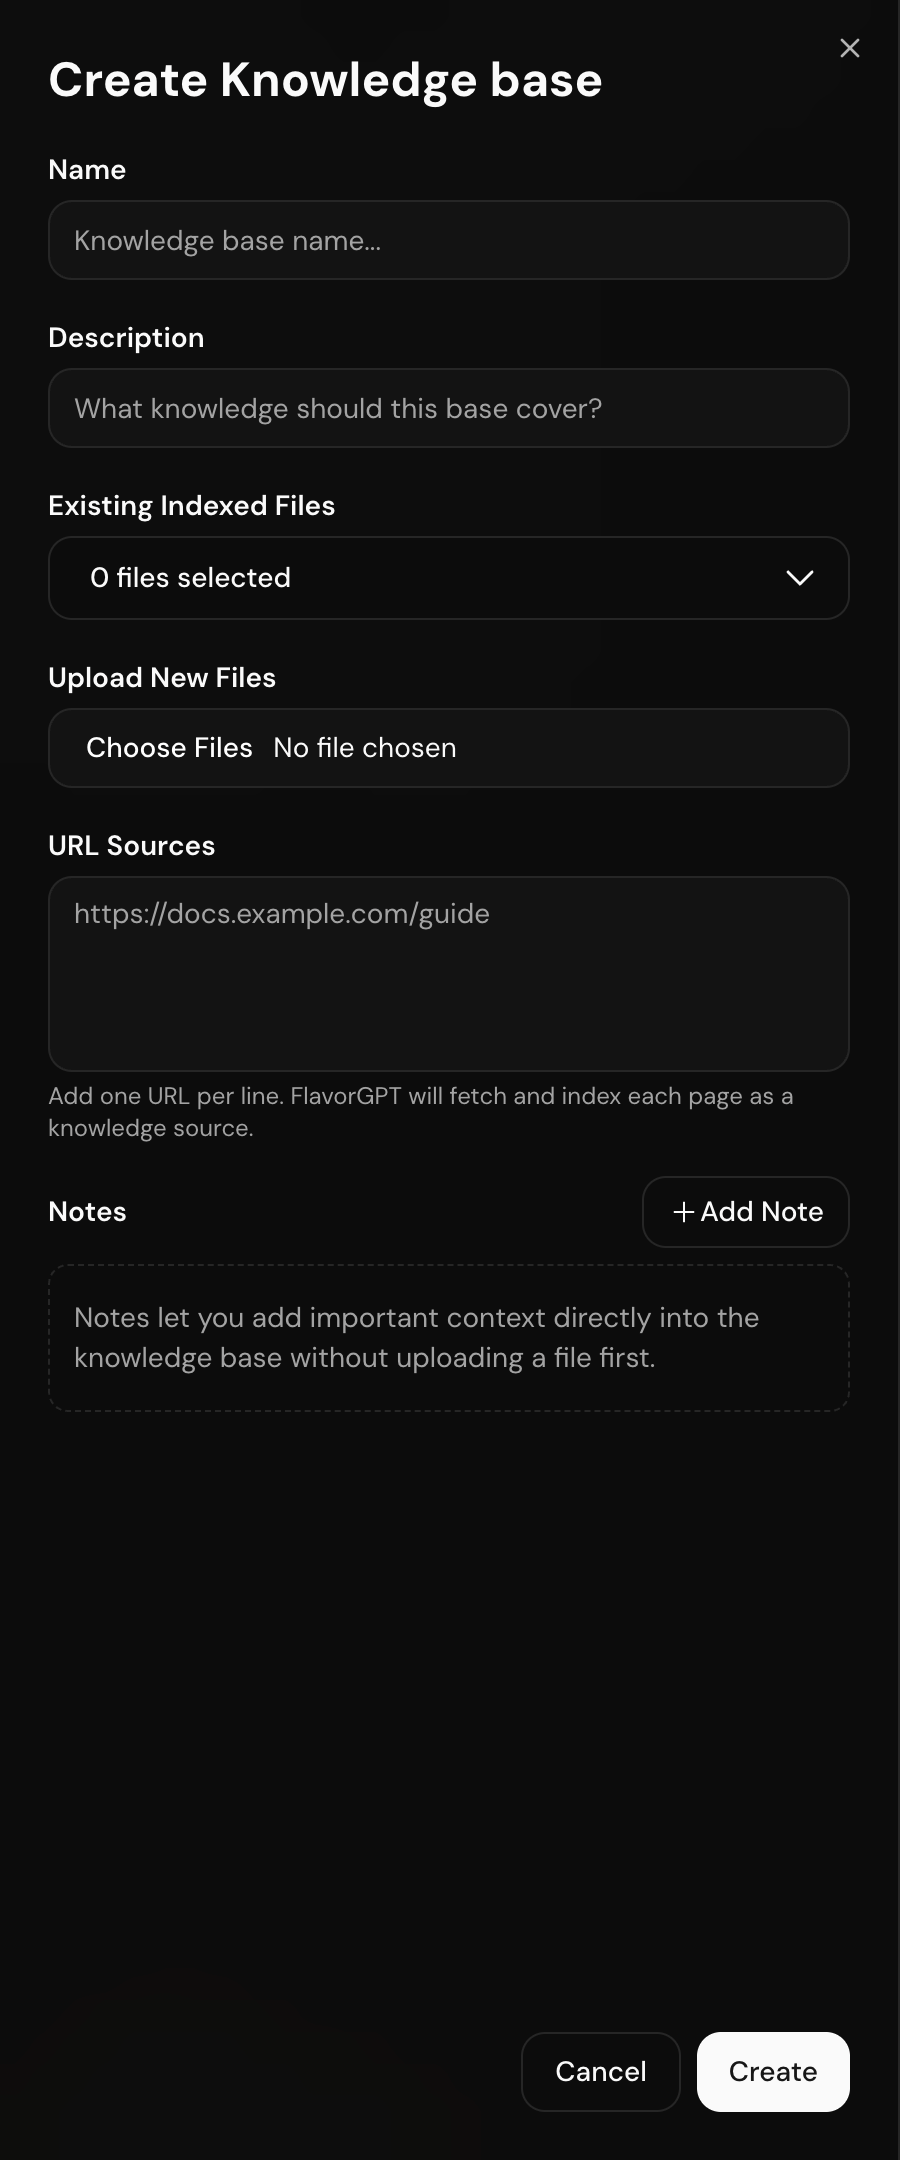 Create Knowledge base
Name
Knowledge base name...
Description
What knowledge should this base cover?
Existing Indexed Files
0 files selected
Upload New Files
Choose Files No file chosen
URL Sources
https://docs.example.com/guide
Add one URL per line. FlavorGPT will fetch and index each page as a
knowledge source.
Notes
Add Note
Notes let you add important context directly into the
knowledge base without uploading a file first.
Cancel
Create